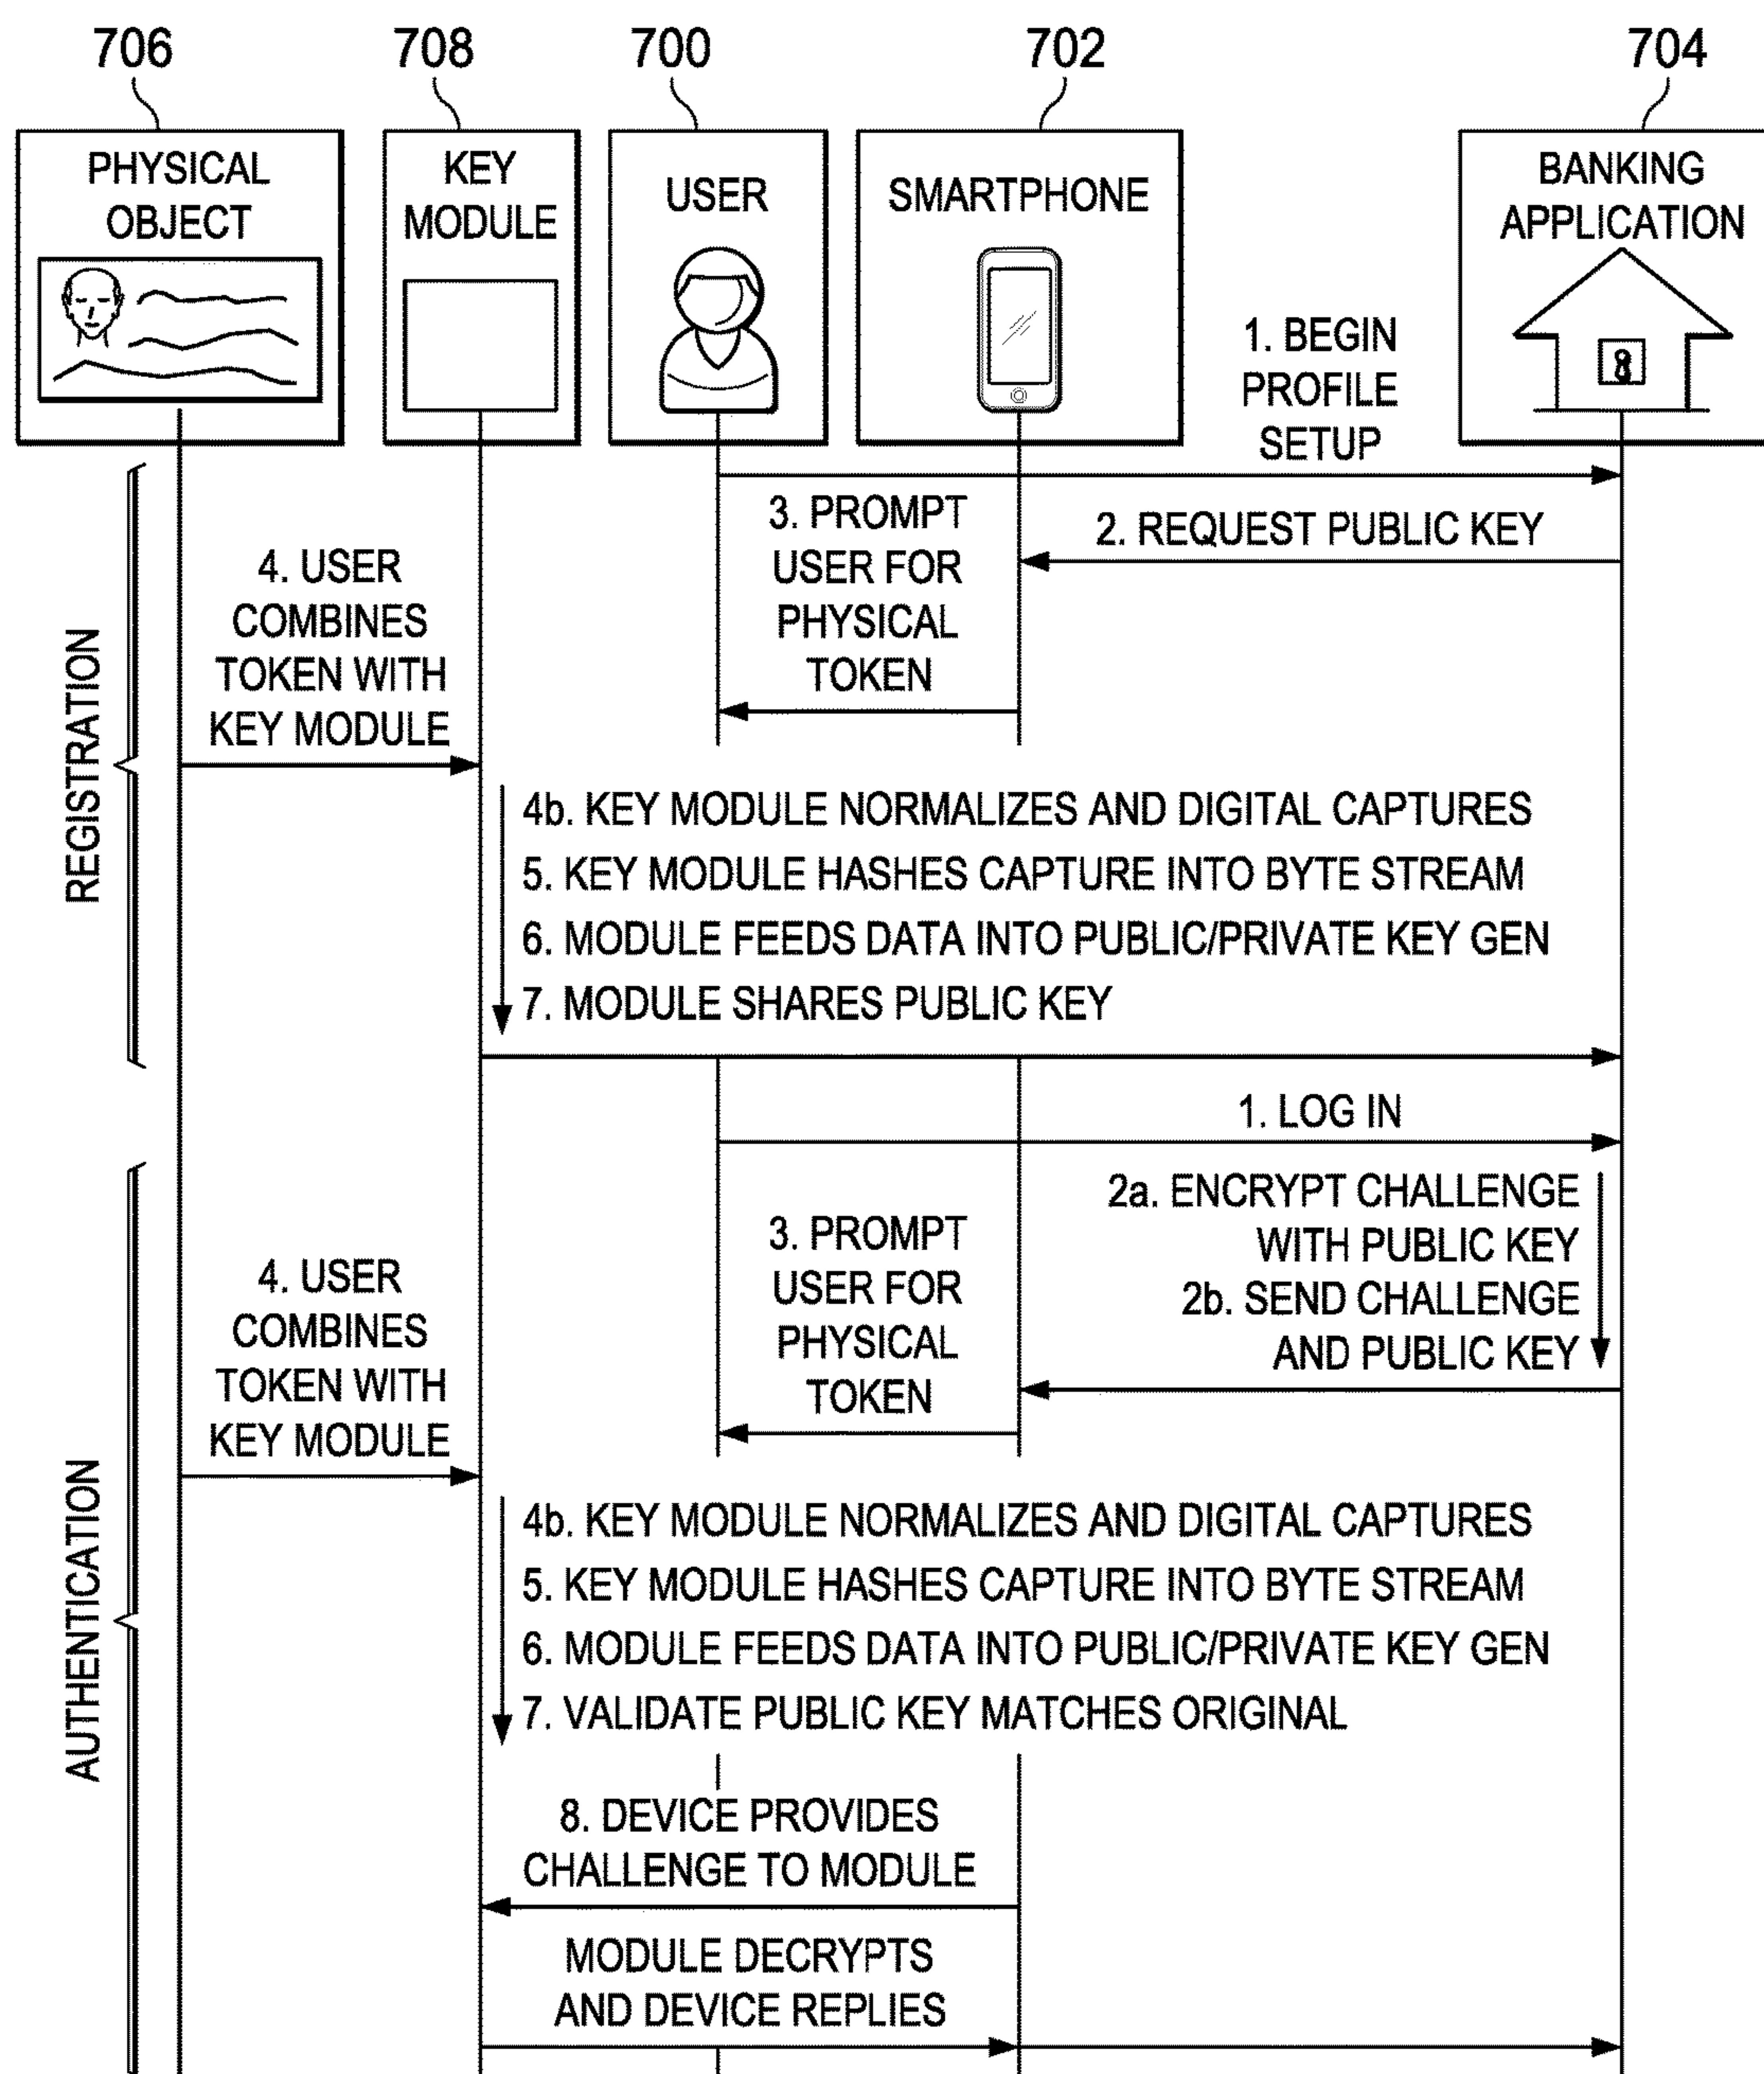 706
708
700
702
704
PHYSICAL
OBJECT
KEY
MODULE
USER
SMARTPHONE
BANKING
APPLICATION
8
1. BEGIN
PROFILE
SETUP
REGISTRATION
2. REQUEST PUBLIC KEY
3. PROMPT
USER FOR
PHYSICAL
TOKEN
4. USER
COMBINES
TOKEN WITH
KEY MODULE
4b. KEY MODULE NORMALIZES AND DIGITAL CAPTURES
5. KEY MODULE HASHES CAPTURE INTO BYTE STREAM
6. MODULE FEEDS DATA INTO PUBLIC/PRIVATE KEY GEN
7. MODULE SHARES PUBLIC KEY
AUTHENTICATION
1. LOG IN
2a. ENCRYPT CHALLENGE
WITH PUBLIC KEY
2b. SEND CHALLENGE
AND PUBLIC KEY
3. PROMPT
USER FOR
PHYSICAL
TOKEN
4. USER
COMBINES
TOKEN WITH
KEY MODULE
4b. KEY MODULE NORMALIZES AND DIGITAL CAPTURES
5. KEY MODULE HASHES CAPTURE INTO BYTE STREAM
6. MODULE FEEDS DATA INTO PUBLIC/PRIVATE KEY GEN
7. VALIDATE PUBLIC KEY MATCHES ORIGINAL
8. DEVICE PROVIDES
CHALLENGE TO MODULE
MODULE DECRYPTS
AND DEVICE REPLIES